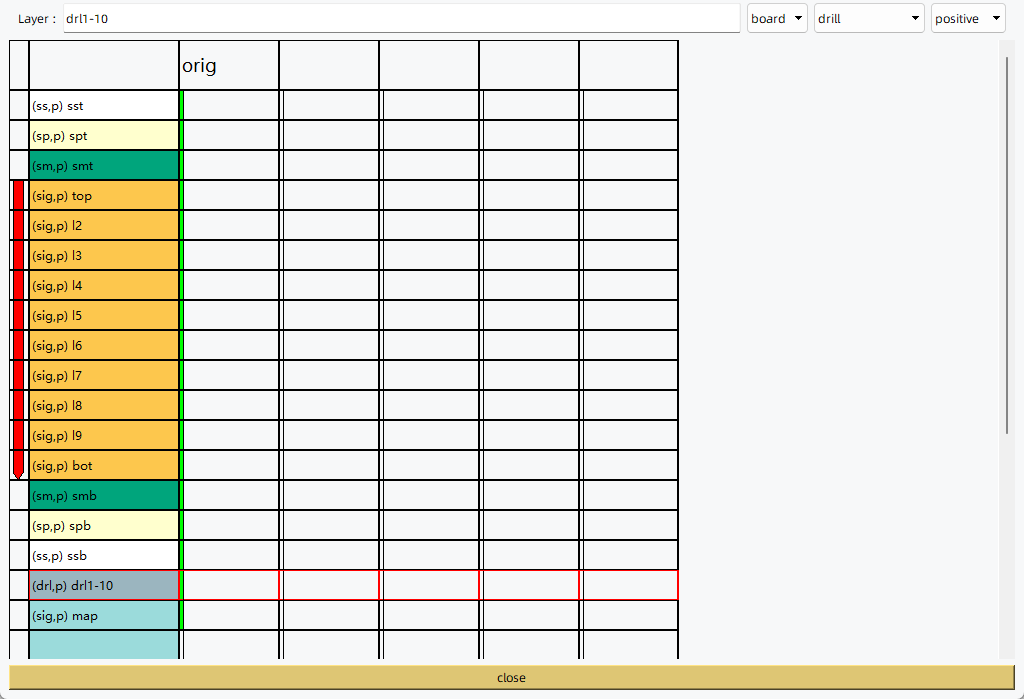 Layer : drl1-10 board drill positive
orig
(ss,p) sst
(sp,p) spt
(sm,p) smt
(sig,p) top
(sig,p) l2
(sig,p) l3
(sig,p) l4
(sig,p) l5
(sig,p) l6
(sig,p) l7
(sig,p) l8
(sig,p) l9
(sig,p) bot
(sm,p) smb
(sp,p) spb
(ss,p) ssb
(drl,p) drl1-10
(sig,p) map
close